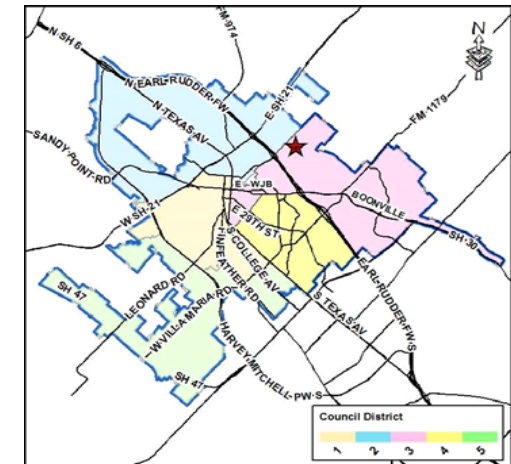 N SH 6
FM-974
N
N-EARL-RUDDER-FW
E SH-21
N-TEXAS-AV
FM-1179
SANDY-POINT-RD
E - WJB
BOONVILLE
W-SH-21
E 29TH ST
SH-30
S COLLEGE-AV
FINFEATHER-RD
EARL-RUDDER-FW-S
LEONARD RD
SH 47
W-VILLA MARIA-RD
S TEXAS-AV
HARVEY-MITCHELL-PW-S
SH 47
Council District
1 2 3 4 5